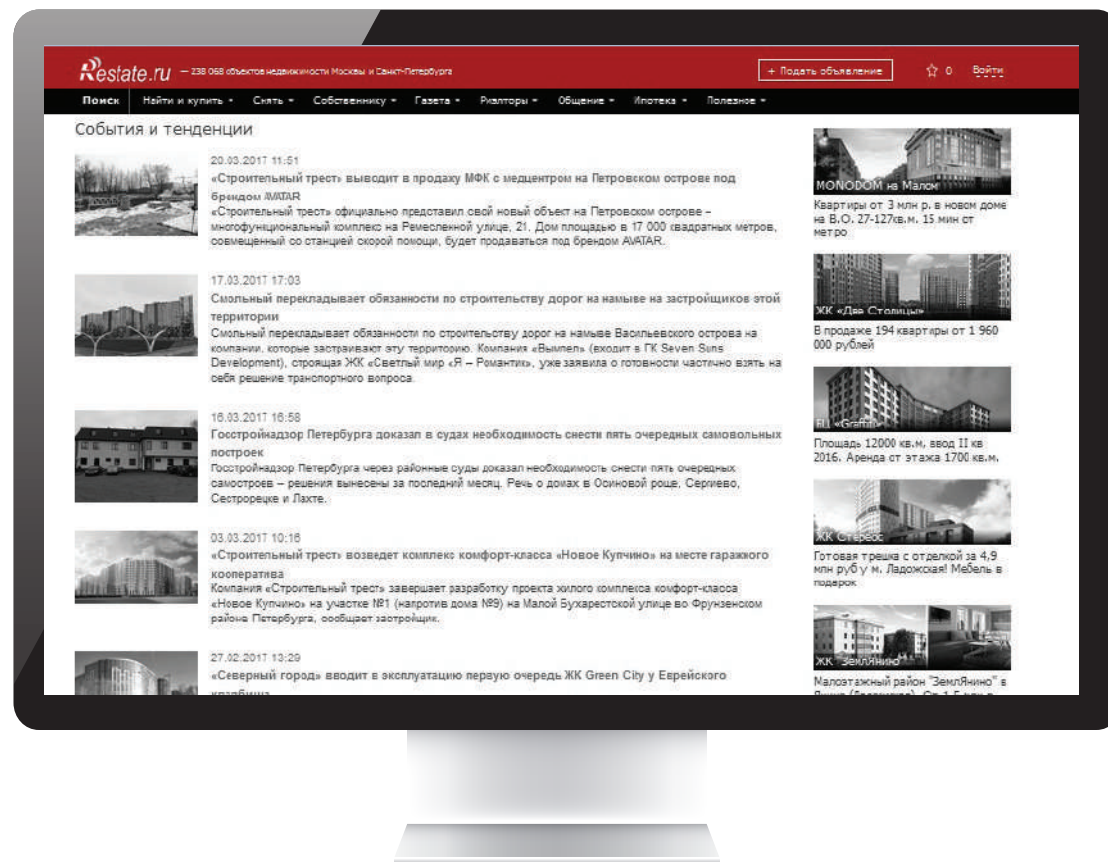 Restate.ru — 238 068 объектов недвижимости Москвы и Санкт-Петербурга
+ Подать объявление
0
Войти
Поиск
Найти и купить
Снять
Собственнику
Газета
Риэлторы
Общение
Ипотека
Полезное
События и тенденции
20.03.2017 11:51
«Строительный трест» выводит в продажу МФК с медцентром на Петровском острове под
брендом AVATAR
«Строительный трест» официально представил свой новый объект на Петровском острове –
многофункциональный комплекс на Ремесленной улице, 21. Дом площадью в 17 000 квадратных метров,
совмещенный со станцией скорой помощи, будет продаваться под брендом AVATAR.
17.03.2017 17:03
Смольный перекладывает обязанности по строительству дорог на намыве на застройщиков этой
территории
Смольный перекладывает обязанности по строительству дорог на намыве Васильевского острова на
компании, которые застраивают эту территорию. Компания «Вымпел» (входит в ГК Seven Suns
Development), строящая ЖК «Светлый мир «Я – Романтик», уже заявила о готовности частично взять на
себя решение транспортного вопроса.
16.03.2017 16:58
Госстройнадзор Петербурга доказал в судах необходимость снести пять очередных самовольных
построек
Госстройнадзор Петербурга через районные суды доказал необходимость снести пять очередных
самостроев – решения вынесены за последний месяц. Речь о домах в Осиновой роще, Сергиево,
Сестрорецке и Лахте.
03.03.2017 10:16
«Строительный трест» возведет комплекс комфорт-класса «Новое Купчино» на месте гаражного
кооператива
Компания «Строительный трест» завершает разработку проекта жилого комплекса комфорт-класса
«Новое Купчино» на участке №1 (напротив дома №9) на Малой Бухарестской улице во Фрунзенском
районе Петербурга, сообщает застройщик.
27.02.2017 13:29
«Северный город» вводит в эксплуатацию первую очередь ЖК Green City у Еврейского
кладбища
MONODOM на Малом
Квартиры от 3 млн р. в новом доме
на В.О. 27-127кв.м. 15 мин от
метро
ЖК «Две Столицы»
В продаже 194 квартиры от 1 960
000 рублей
БЦ «Graffiti»
Площадь 12000 кв.м, ввод II кв
2016. Аренда от этажа 1700 кв.м.
ЖК Стереос
Готовая трешка с отделкой за 4,9
млн руб у м. Ладожская! Мебель в
подарок
ЖК "ЗемлЯнино"
Малоэтажный район "ЗемлЯнино" в